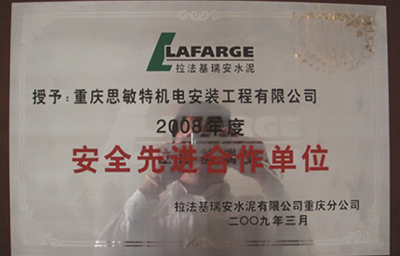 LAFARGE
拉法基瑞安水泥
授予：重庆思敏特机电安装工程有限公司
2008年度
安全先进合作单位
拉法基瑞安水泥有限公司重庆分公司
二〇〇九年三月